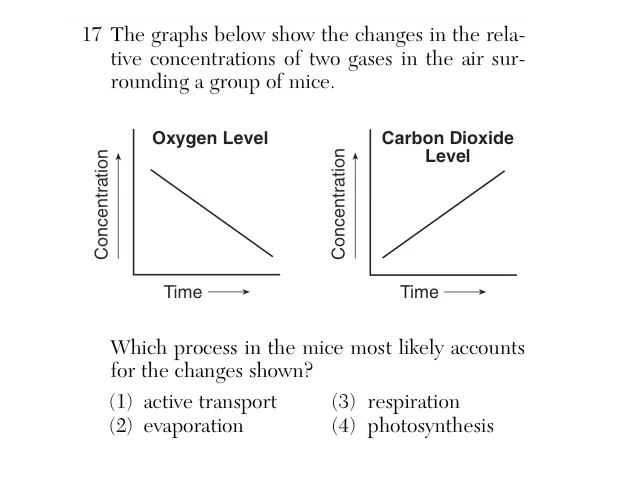 17 The graphs below show the changes in the rela-
tive concentrations of two gases in the air sur-
rounding a group of mice.
Oxygen Level
Concentration
Time
Carbon Dioxide
Level
Concentration
Time
Which process in the mice most likely accounts
for the changes shown?
(1) active transport
(2) evaporation
(3) respiration
(4) photosynthesis